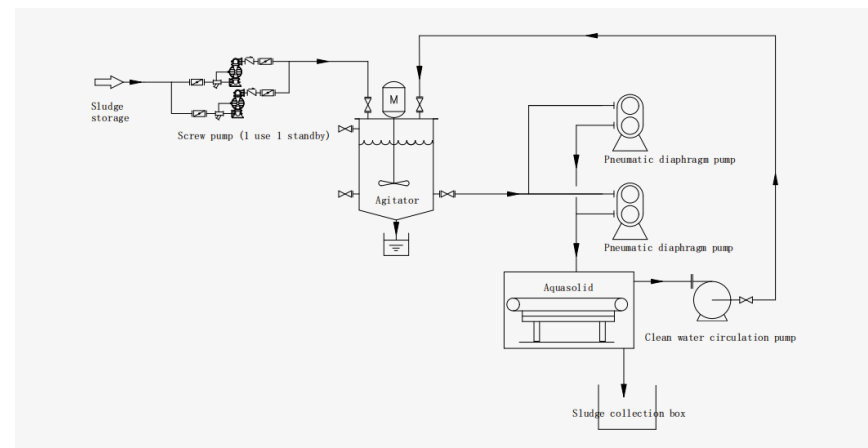 Sludge
storage
Screw pump (1 use 1 standby)
M
Agitator
Pneumatic diaphragm pump
Pneumatic diaphragm pump
Aquasolid
Clean water circulation pump
Sludge collection box